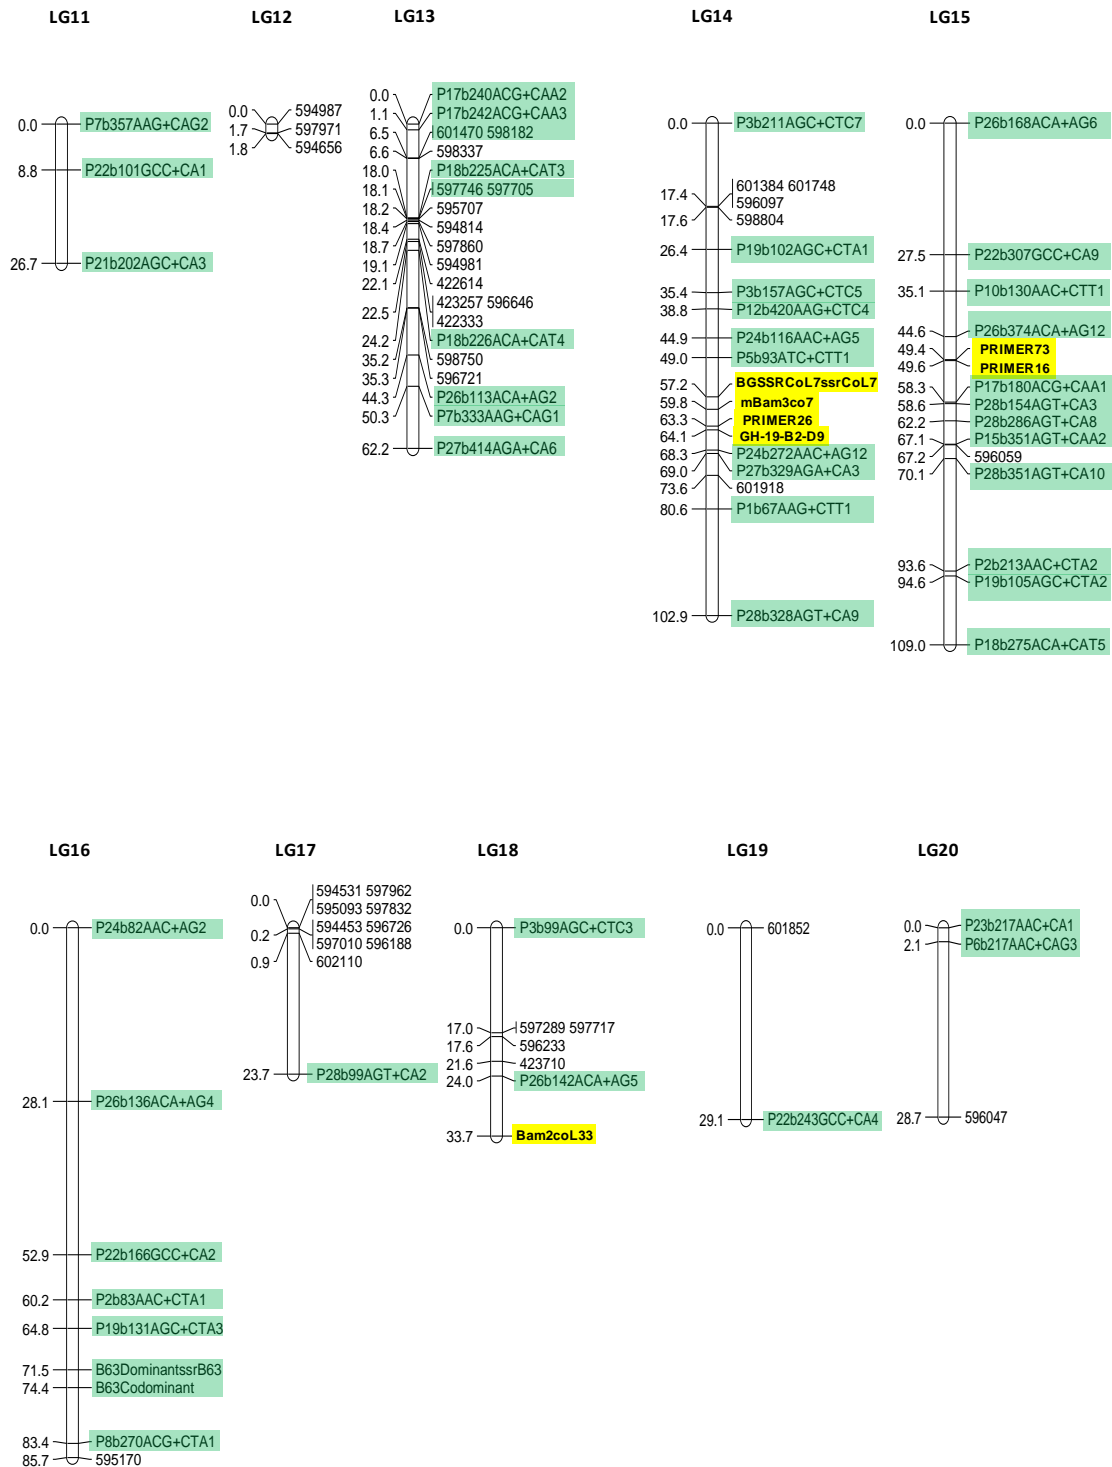 LG11
0.0 P7b357AAG+CAG2
8.8 P22b101GCC+CA1
26.7 P21b202AGC+CA3
LG12
0.0 594987
1.7 597971
1.8 594656
LG13
0.0 P17b240ACG+CAA2
1.1 P17b242ACG+CAA3
6.5 601470 598182
6.6 598337
18.0 P18b225ACA+CAT3
18.1 597746 597705
18.2 595707
18.4 594814
18.7 597860
19.1 594981
22.1 422614
22.5 423257 596646
422333
24.2 P18b226ACA+CAT4
35.2 598750
35.3 596721
44.3 P26b113ACA+AG2
50.3 P7b333AAG+CAG1
62.2 P27b414AGA+CA6
LG14
0.0 P3b211AGC+CTC7
17.4 601384 601748
596097
17.6 598804
26.4 P19b102AGC+CTA1
35.4 P3b157AGC+CTC5
38.8 P12b420AAG+CTC4
44.9 P24b116AAC+AG5
49.0 P5b93ATC+CTT1
57.2 BGSSRCoL7ssrCoL7
59.8 mBam3co7
63.3 PRIMER26
64.1 GH-19-B2-D9
68.3 P24b272AAC+AG12
69.0 P27b329AGA+CA3
73.6 601918
80.6 P1b67AAG+CTT1
102.9 P28b328AGT+CA9
LG15
0.0 P26b168ACA+AG6
27.5 P22b307GCC+CA9
35.1 P10b130AAC+CTT1
44.6 P26b374ACA+AG12
49.4 PRIMER73
49.6 PRIMER16
58.3 P17b180ACG+CAA1
58.6 P28b154AGT+CA3
62.2 P28b286AGT+CA8
67.1 P15b351AGT+CAA2
67.2 596059
70.1 P28b351AGT+CA10
93.6 P2b213AAC+CTA2
94.6 P19b105AGC+CTA2
109.0 P18b275ACA+CAT5
LG16
0.0 P24b82AAC+AG2
28.1 P26b136ACA+AG4
52.9 P22b166GCC+CA2
60.2 P2b83AAC+CTA1
64.8 P19b131AGC+CTA3
71.5 B63DominantssrB63
74.4 B63Codominant
83.4 P8b270ACG+CTA1
85.7 595170
LG17
0.0 594531 597962
595093 597832
0.2 594453 596726
597010 596188
0.9 602110
23.7 P28b99AGT+CA2
LG18
0.0 P3b99AGC+CTC3
17.0 597289 597717
17.6 596233
21.6 423710
24.0 P26b142ACA+AG5
33.7 Bam2coL33
LG19
0.0 601852
29.1 P22b243GCC+CA4
LG20
0.0 P23b217AAC+CA1
2.1 P6b217AAC+CAG3
28.7 596047